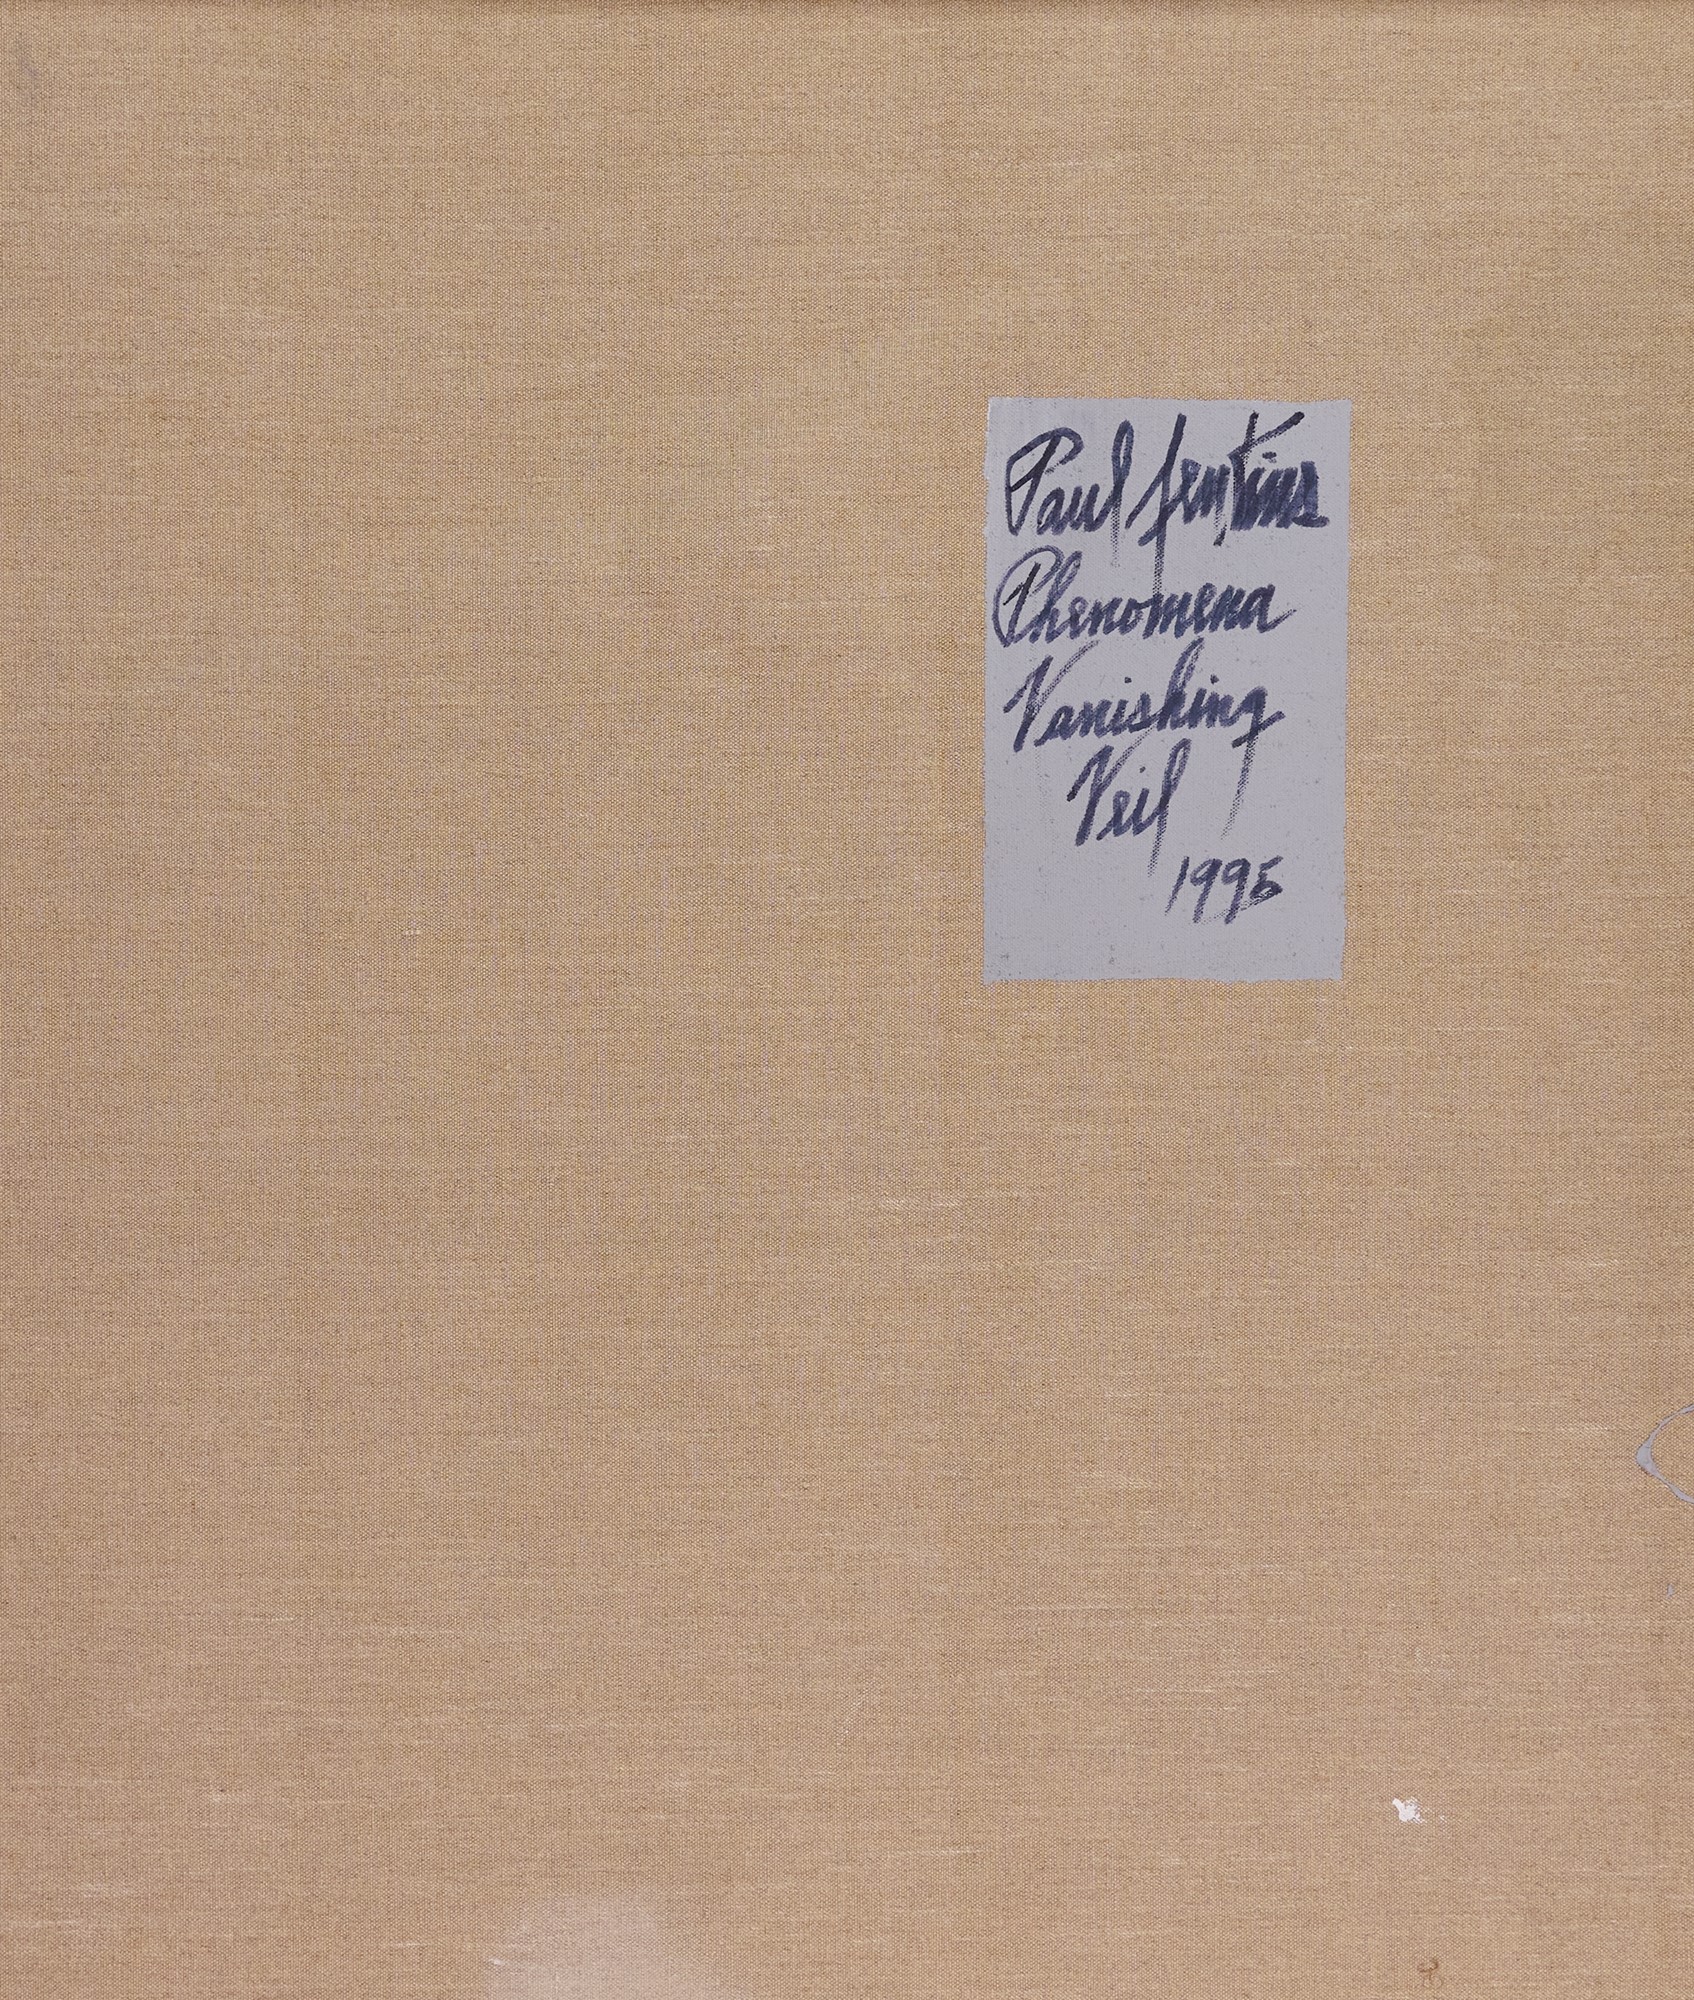 Paul Jenkins
Phenomena
Vanishing
Veil
1995